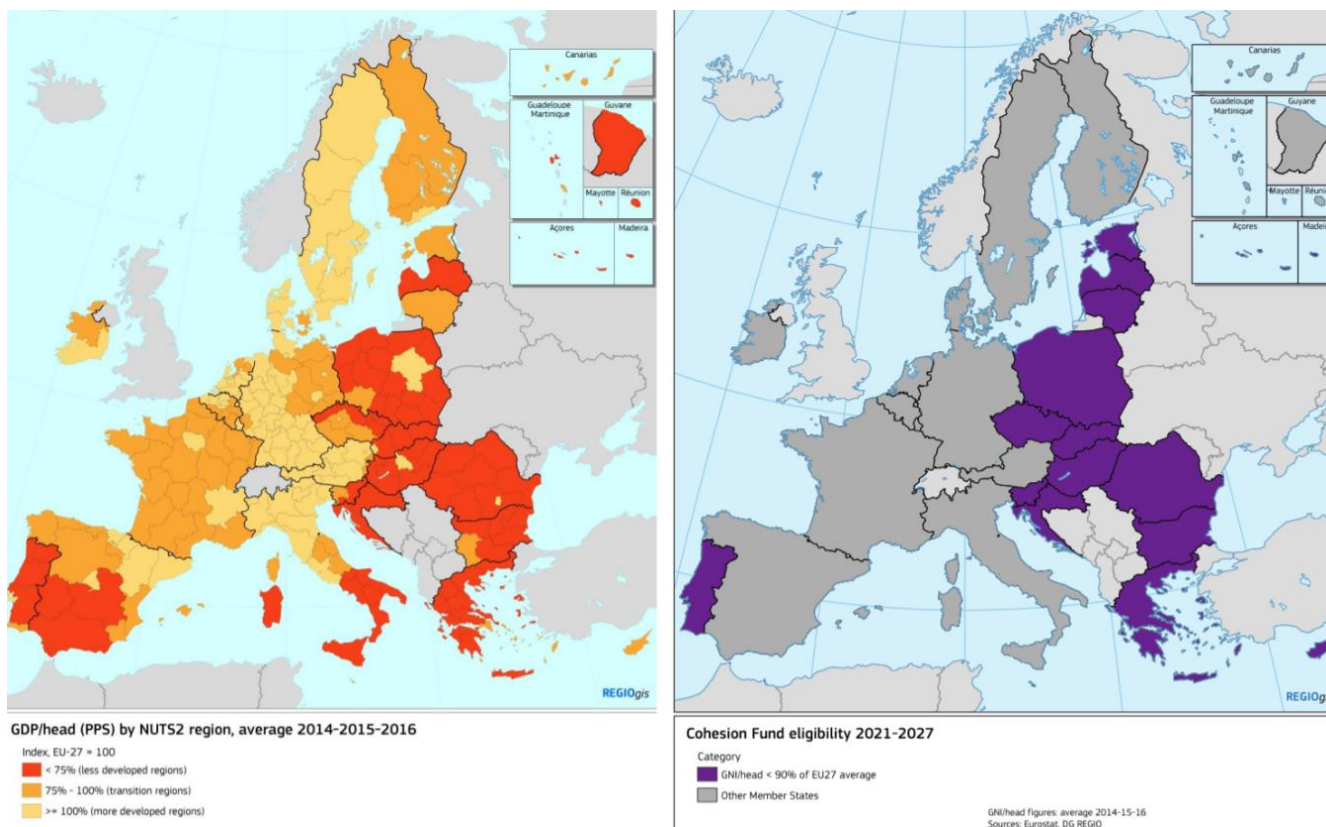 Canarias
Guadeloupe
Martinique
Guyane
Mayotte
Réunion
Açores
Madeira
REGIOgis
GDP/head (PPS) by NUTS2 region, average 2014-2015-2016
Index, EU-27 = 100
< 75% (less developed regions)
75% - 100% (transition regions)
>= 100% (more developed regions)
Canarias
Guadeloupe
Martinique
Guyane
Mayotte
Réunion
Açores
Madeira
REGIOgis
Cohesion Fund eligibility 2021-2027
Category
GNI/head < 90% of EU27 average
Other Member States
GNI/head figures: average 2014-15-16
Sources: Eurostat, DG REGIO